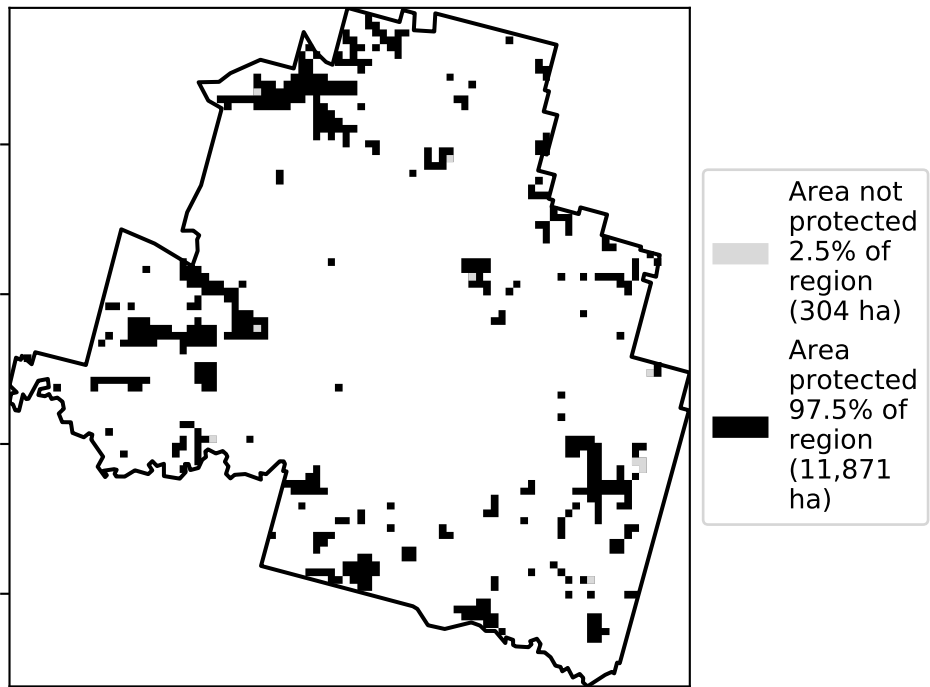 Area not
protected
2.5% of
region
(304 ha)
Area
protected
97.5% of
region
(11,871
ha)